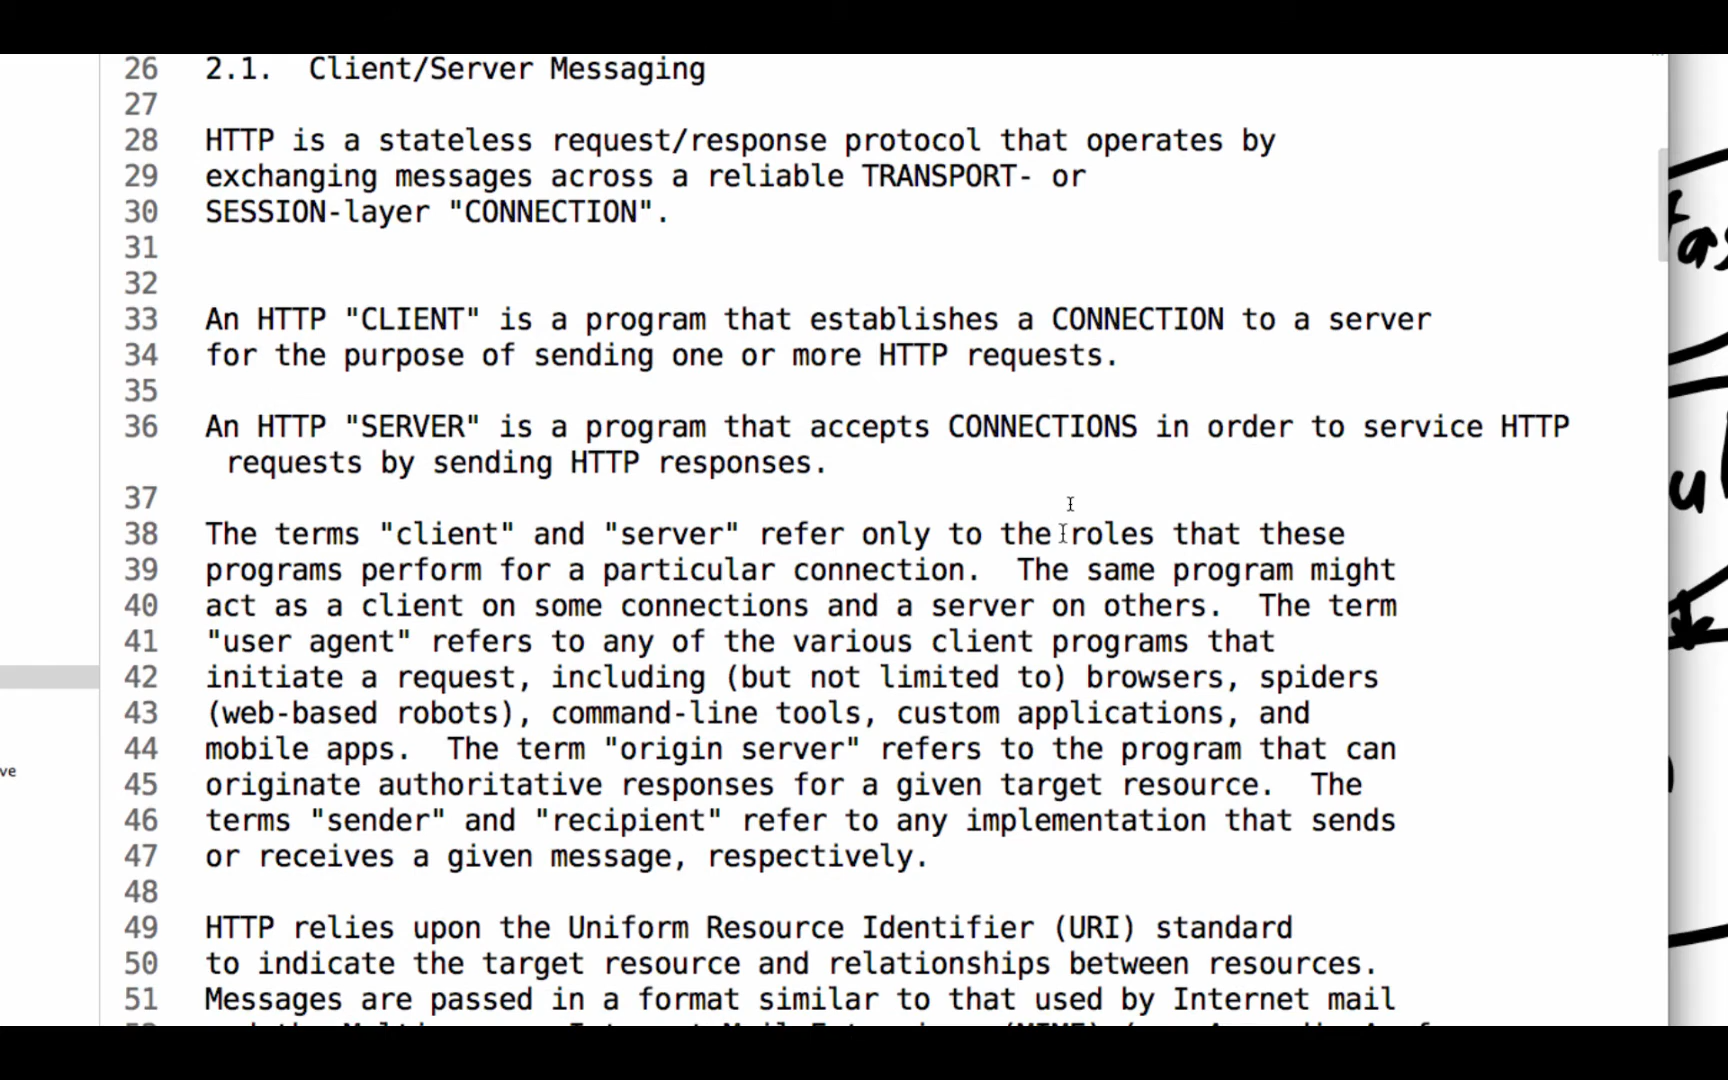 26 2.1.  Client/Server Messaging
27
28 HTTP is a stateless request/response protocol that operates by
29 exchanging messages across a reliable TRANSPORT- or
30 SESSION-layer "CONNECTION".
31
32
33 An HTTP "CLIENT" is a program that establishes a CONNECTION to a server
34 for the purpose of sending one or more HTTP requests.
35
36 An HTTP "SERVER" is a program that accepts CONNECTIONS in order to service HTTP
requests by sending HTTP responses.
37
38 The terms "client" and "server" refer only to the roles that these
39 programs perform for a particular connection.  The same program might
40 act as a client on some connections and a server on others.  The term
41 "user agent" refers to any of the various client programs that
42 initiate a request, including (but not limited to) browsers, spiders
43 (web-based robots), command-line tools, custom applications, and
44 mobile apps.  The term "origin server" refers to the program that can
ve
45 originate authoritative responses for a given target resource.  The
46 terms "sender" and "recipient" refer to any implementation that sends
47 or receives a given message, respectively.
48
49 HTTP relies upon the Uniform Resource Identifier (URI) standard
50 to indicate the target resource and relationships between resources.
51 Messages are passed in a format similar to that used by Internet mail